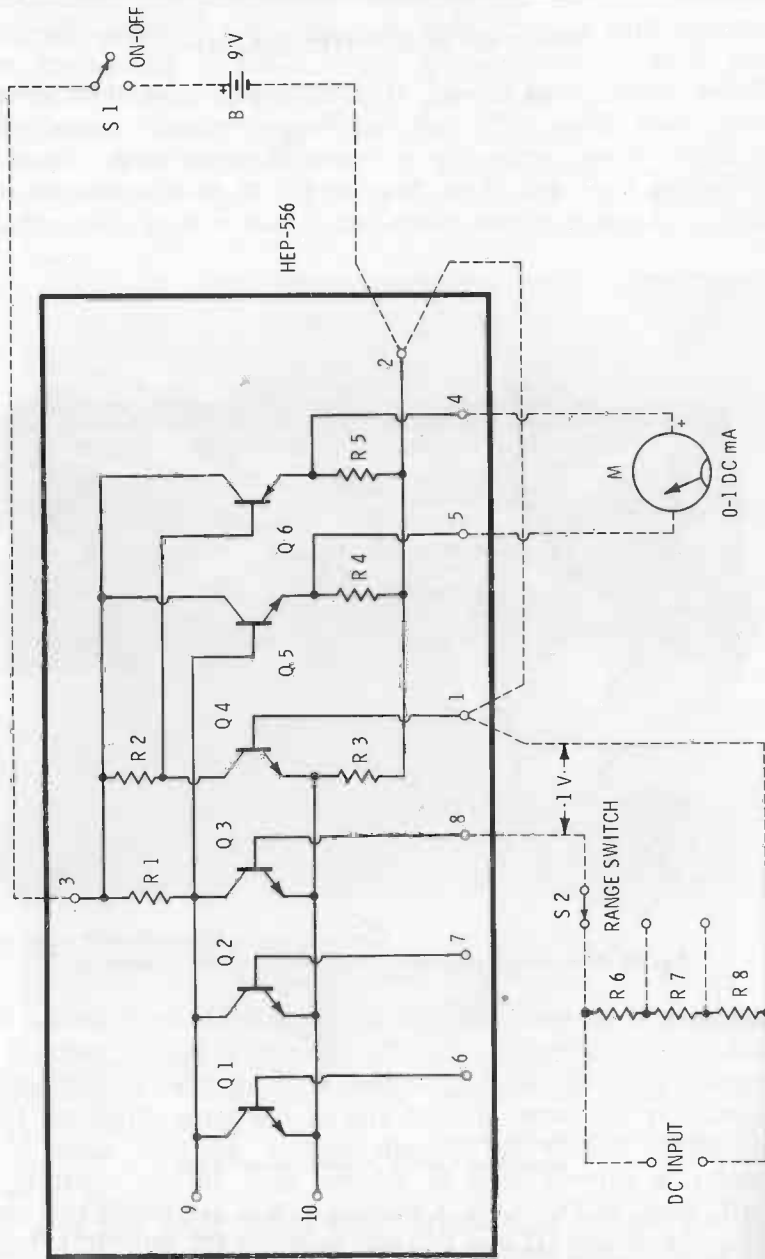 S 1
ON-OFF
B
+
9 V
HEP-556
3
R 1
R 2
2
Q 1
Q 2
Q 3
Q 4
Q 5
Q 6
R 3
R 4
R 5
9
10
6
7
8
1
5
4
1 V
M
+
0-1 DC mA
S 2
RANGE SWITCH
R 6
R 7
R 8
DC INPUT